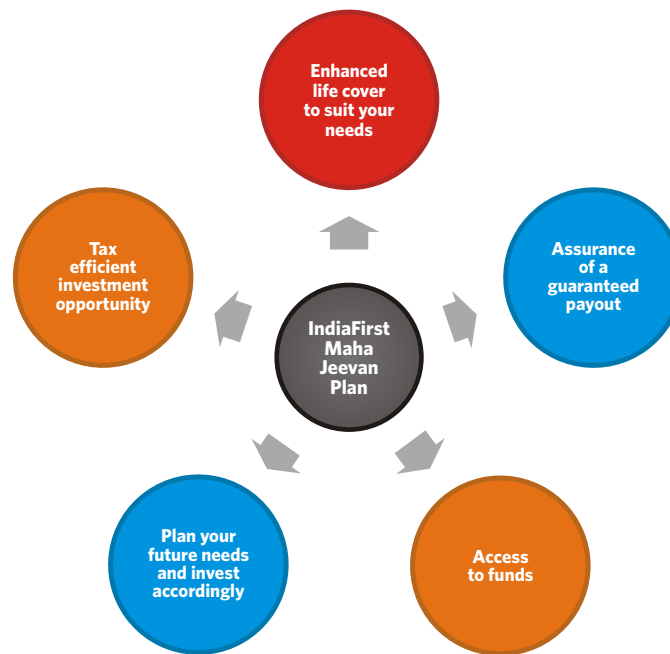 Enhanced
life cover
to suit your
needs
Tax
efficient
investment
opportunity
Assurance
of a
guaranteed
payout
IndiaFirst
Maha
Jeevan
Plan
Plan your
future needs
and invest
accordingly
Access
to funds